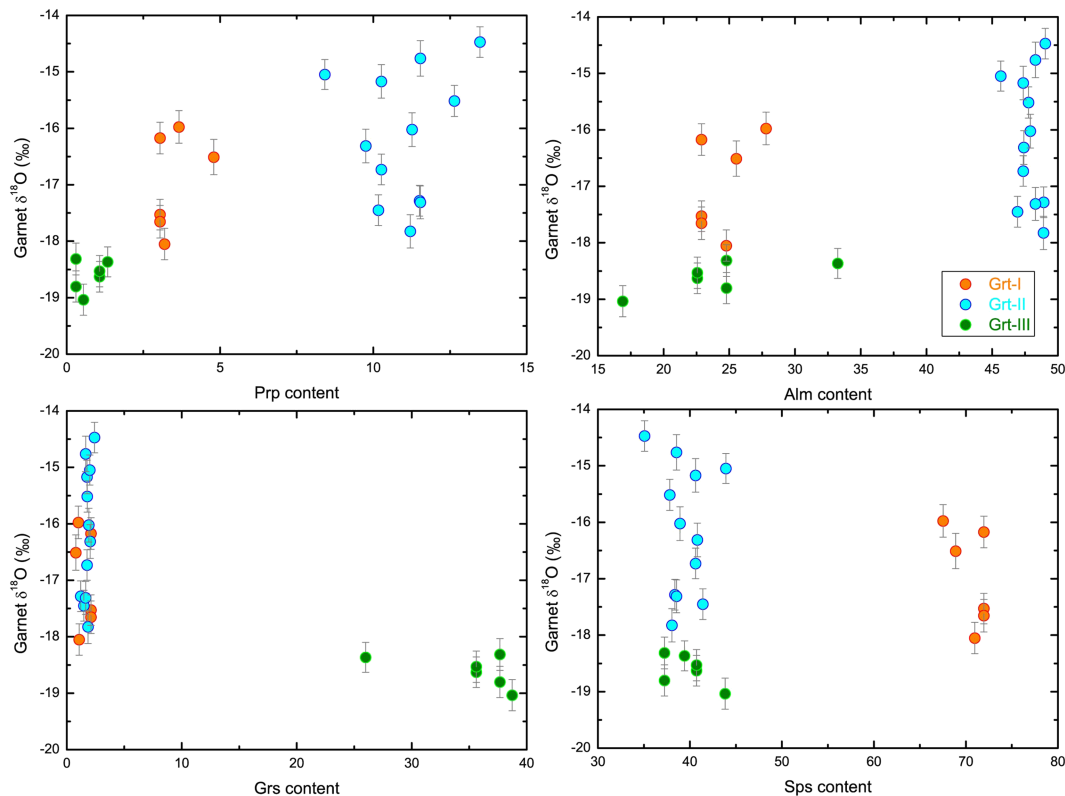 -14
-15
-16
-17
-18
-19
-20
Garnet δ¹⁸O (‰)
0 5 10 15
Prp content
-14
-15
-16
-17
-18
-19
-20
Garnet δ¹⁸O (‰)
Grt-I
Grt-II
Grt-III
15 20 25 30 35 40 45 50
Alm content
-14
-15
-16
-17
-18
-19
-20
Garnet δ¹⁸O (‰)
0 10 20 30 40
Grs content
-14
-15
-16
-17
-18
-19
-20
Garnet δ¹⁸O (‰)
30 40 50 60 70 80
Sps content